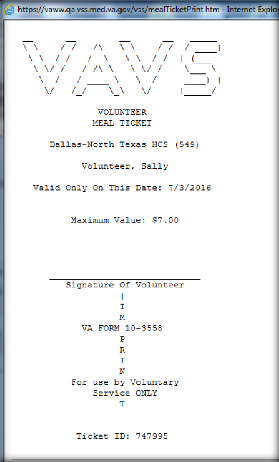 https://vaww.qa.vss.med.va.gov/vss/mealTicketPrint.htm - Internet Explo
VAVS
VOLUNTEER
MEAL TICKET
Dallas-North Texas HCS (549)
Volunteer, Sally
Valid Only On This Date: 7/3/2016
Maximum Value: $7.00
Signature Of Volunteer
|
I
M
VA FORM 10-3558
P
R
I
N
For use by Voluntary
Service ONLY
T
Ticket ID: 747995